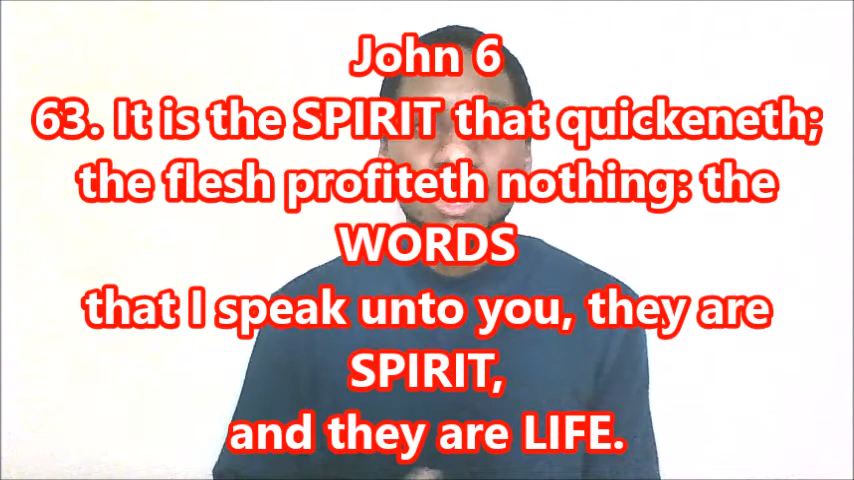 John 6
63. It is the SPIRIT that quickeneth;
the flesh profiteth nothing: the
WORDS
that I speak unto you, they are
SPIRIT,
and they are LIFE.